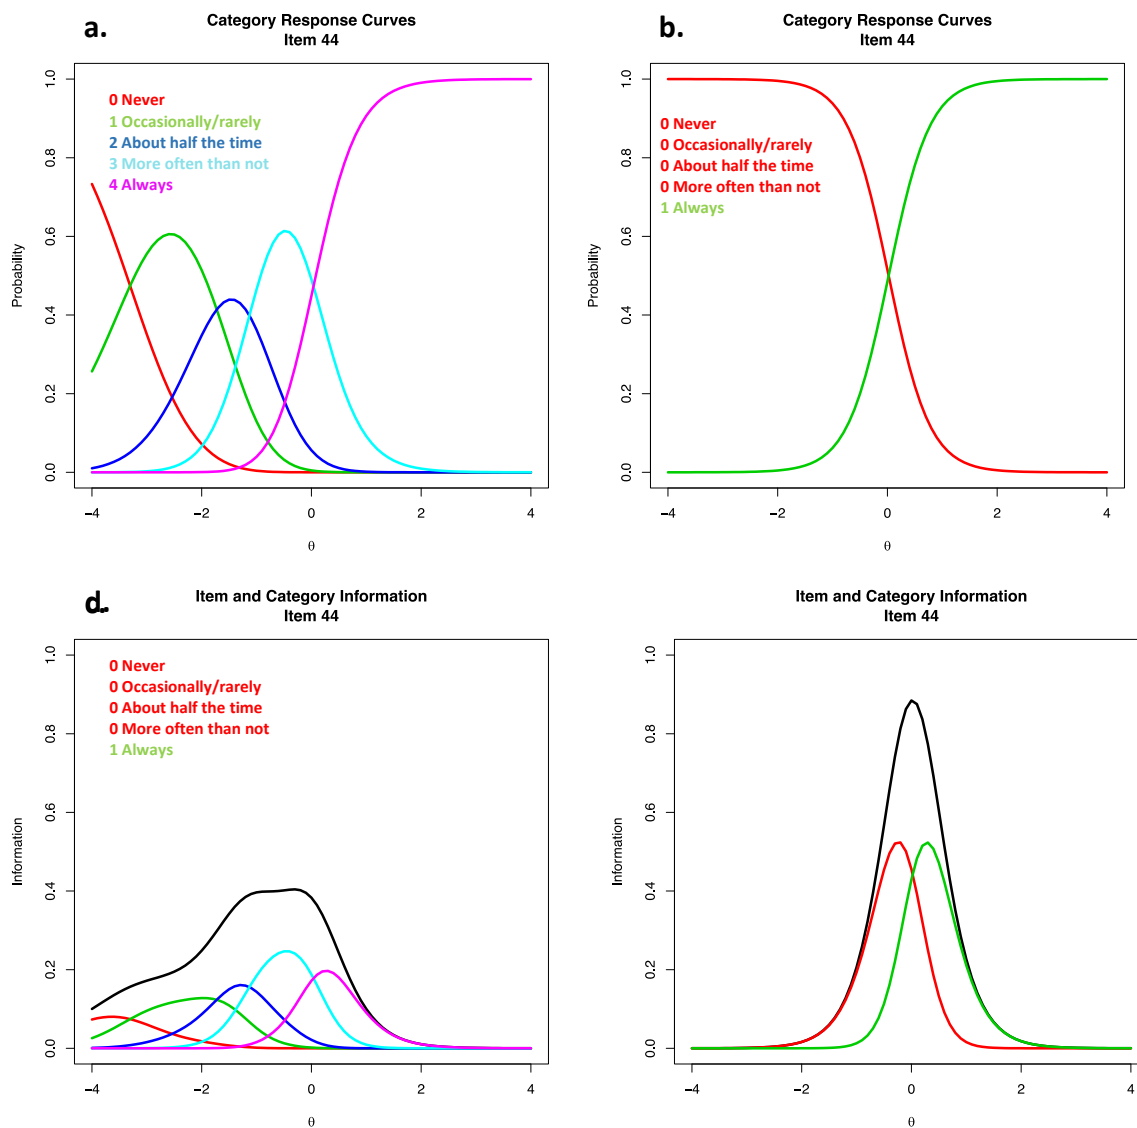 a.
Category Response Curves
Item 44
0 Never
1 Occasionally/rarely
2 About half the time
3 More often than not
4 Always
Probability
0.0
0.2
0.4
0.6
0.8
1.0
−4
−2
0
2
4
θ
b.
Category Response Curves
Item 44
0 Never
0 Occasionally/rarely
0 About half the time
0 More often than not
1 Always
Probability
0.0
0.2
0.4
0.6
0.8
1.0
−4
−2
0
2
4
θ
d.
Item and Category Information
Item 44
0 Never
0 Occasionally/rarely
0 About half the time
0 More often than not
1 Always
Information
0.0
0.2
0.4
0.6
0.8
1.0
−4
−2
0
2
4
θ
Item and Category Information
Item 44
Information
0.0
0.2
0.4
0.6
0.8
1.0
−4
−2
0
2
4
θ